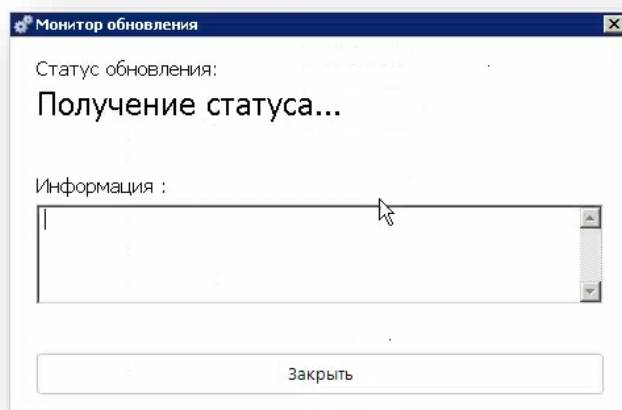 Монитор обновления
Статус обновления:
Получение статуса...
Информация :
Закрыть